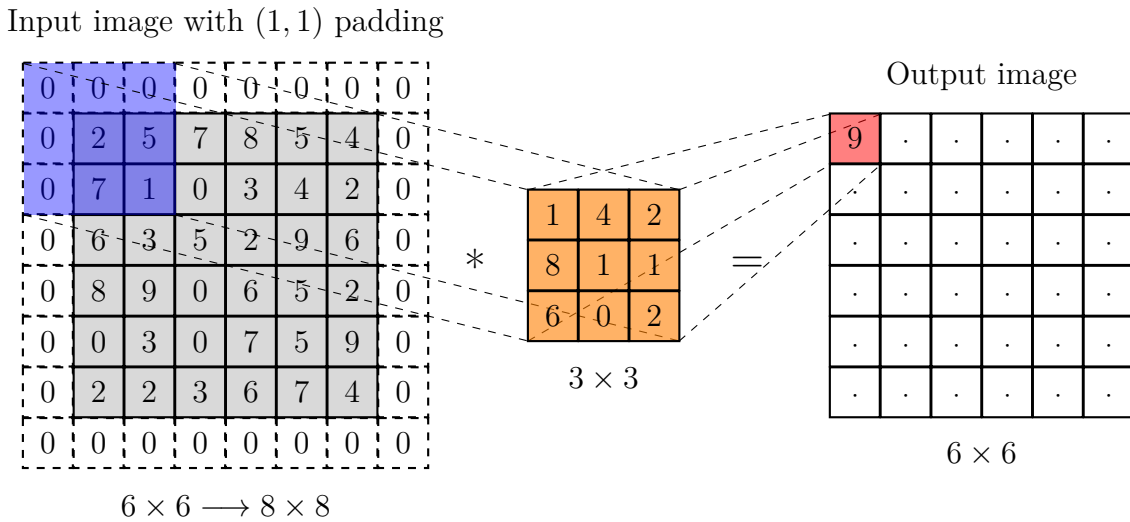 Input image with (1, 1) padding
0 0 0 0 0 0 0 0
0 2 5 7 8 5 4 0
0 7 1 0 3 4 2 0
0 6 3 5 2 9 6 0
0 8 9 0 6 5 2 0
0 0 3 0 7 5 9 0
0 2 2 3 6 7 4 0
0 0 0 0 0 0 0 0
6 × 6 ⟶ 8 × 8
*
1 4 2
8 1 1
6 0 2
3 × 3
=
Output image
9 · · · · ·
· · · · · ·
· · · · · ·
· · · · · ·
· · · · · ·
· · · · · ·
6 × 6